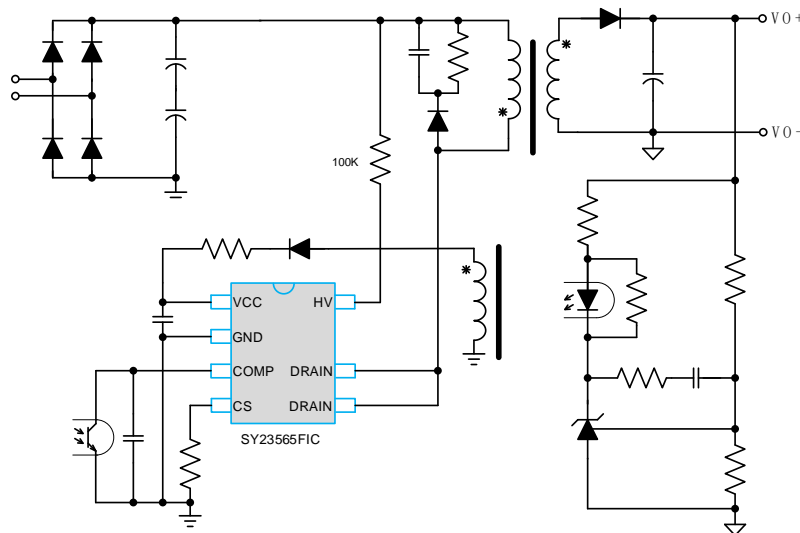 VO+
VO-
100K
VCC
HV
GND
COMP
DRAIN
CS
DRAIN
SY23565FIC